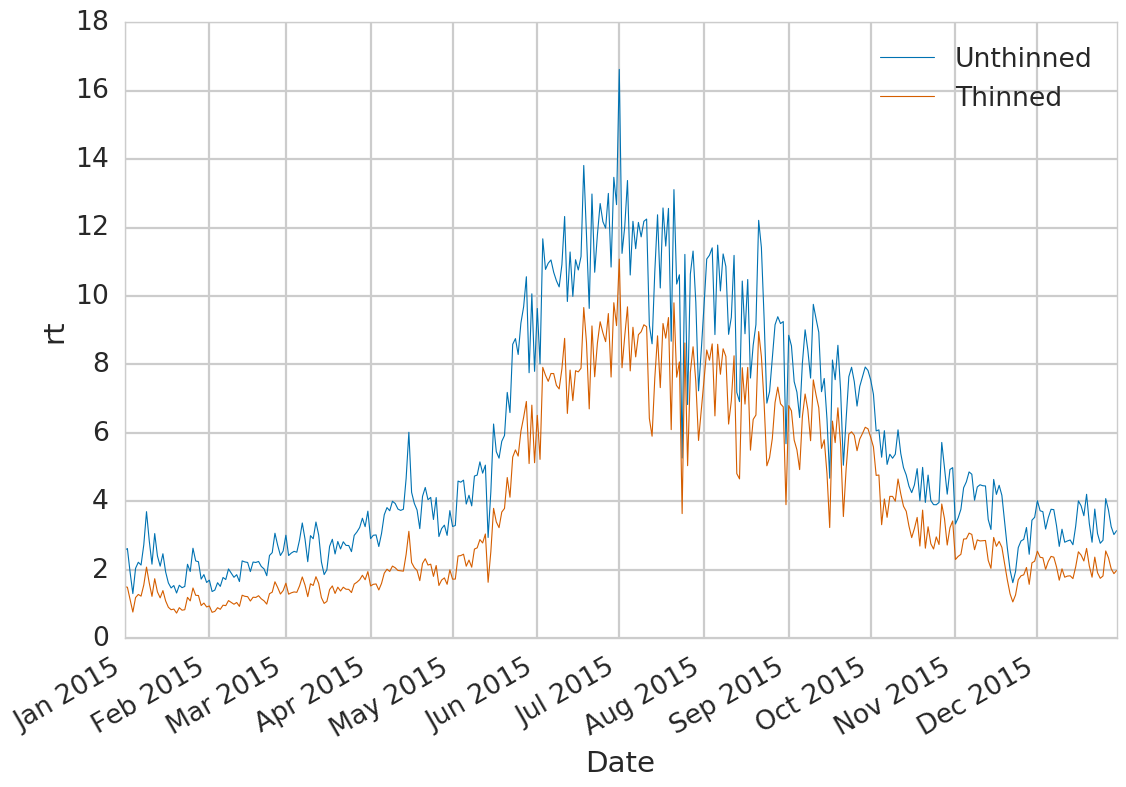 18
16
14
12
10
8
6
4
2
0
rt
Unthinned
Thinned
Jan 2015
Feb 2015
Mar 2015
Apr 2015
May 2015
Jun 2015
Jul 2015
Aug 2015
Sep 2015
Oct 2015
Nov 2015
Dec 2015
Date